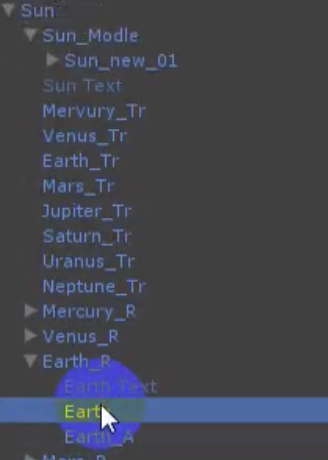 Sun
Sun_Modle
Sun_new_01
Sun Text
Mervury_Tr
Venus_Tr
Earth_Tr
Mars_Tr
Jupiter_Tr
Saturn_Tr
Uranus_Tr
Neptune_Tr
Mercury_R
Venus_R
Earth_R
Earth Text
Earth
Earth_A
Mars_R